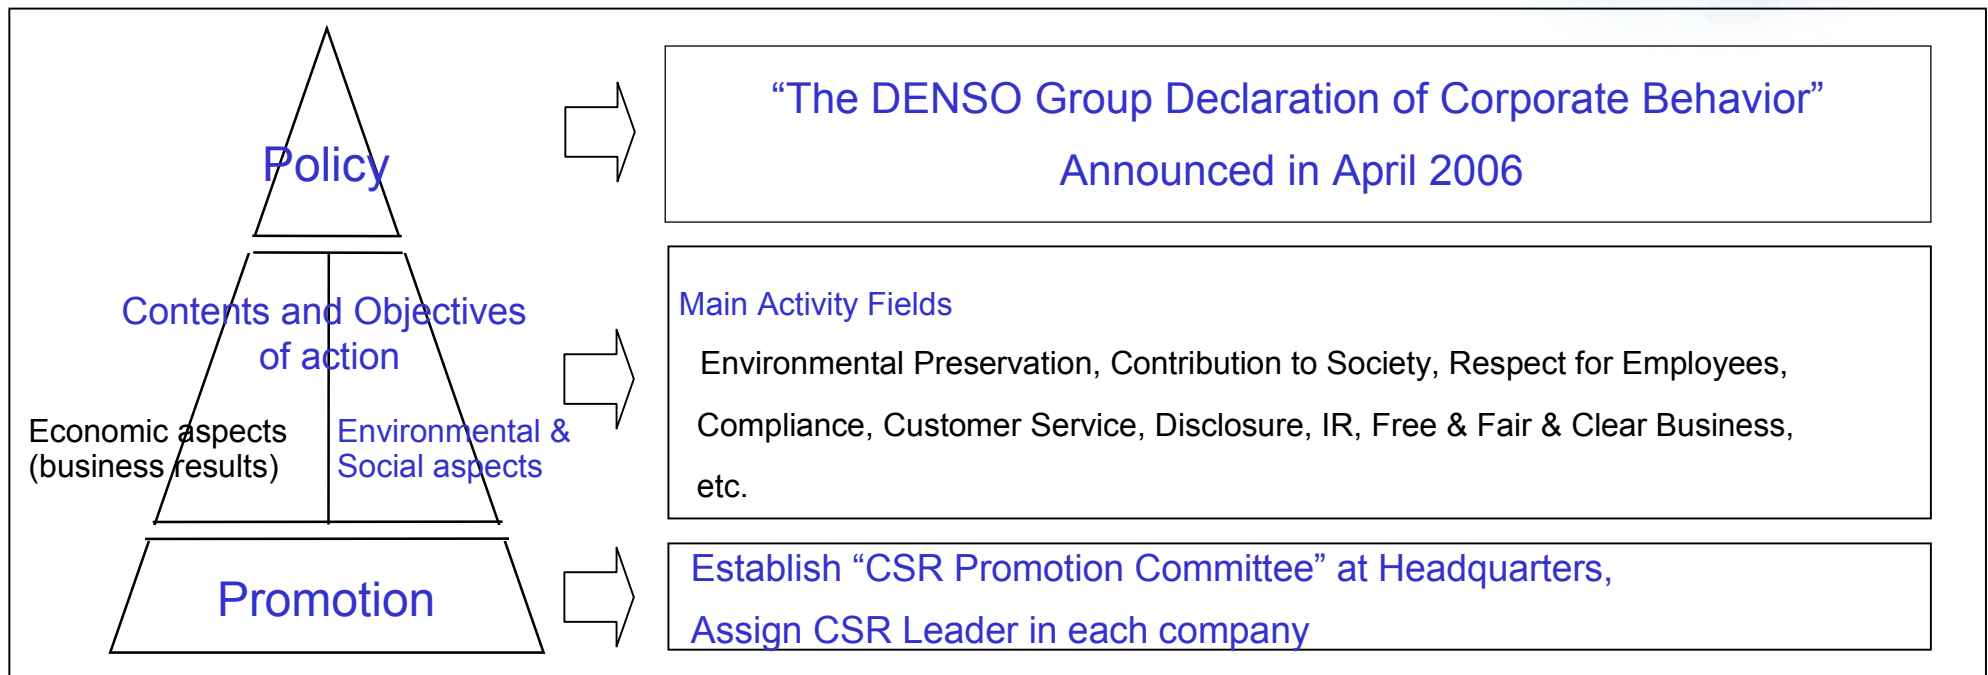 Policy
“The DENSO Group Declaration of Corporate Behavior”
Announced in April 2006
Contents and Objectives
of action
Economic aspects
(business results)
Environmental &
Social aspects
Main Activity Fields
Environmental Preservation, Contribution to Society, Respect for Employees,
Compliance, Customer Service, Disclosure, IR, Free & Fair & Clear Business,
etc.
Promotion
Establish “CSR Promotion Committee” at Headquarters,
Assign CSR Leader in each company